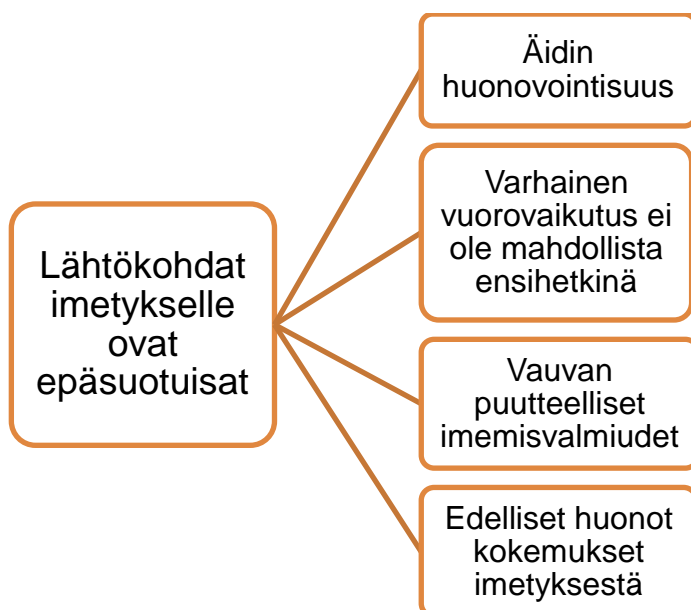 Lähtökohdat
imetykselle
ovat
epäsuotuisat
Äidin
huonovointisuus
Varhainen
vuorovaikutus ei
ole mahdollista
ensihetkinä
Vauvan
puutteelliset
imemisvalmiudet
Edelliset huonot
kokemukset
imetyksestä